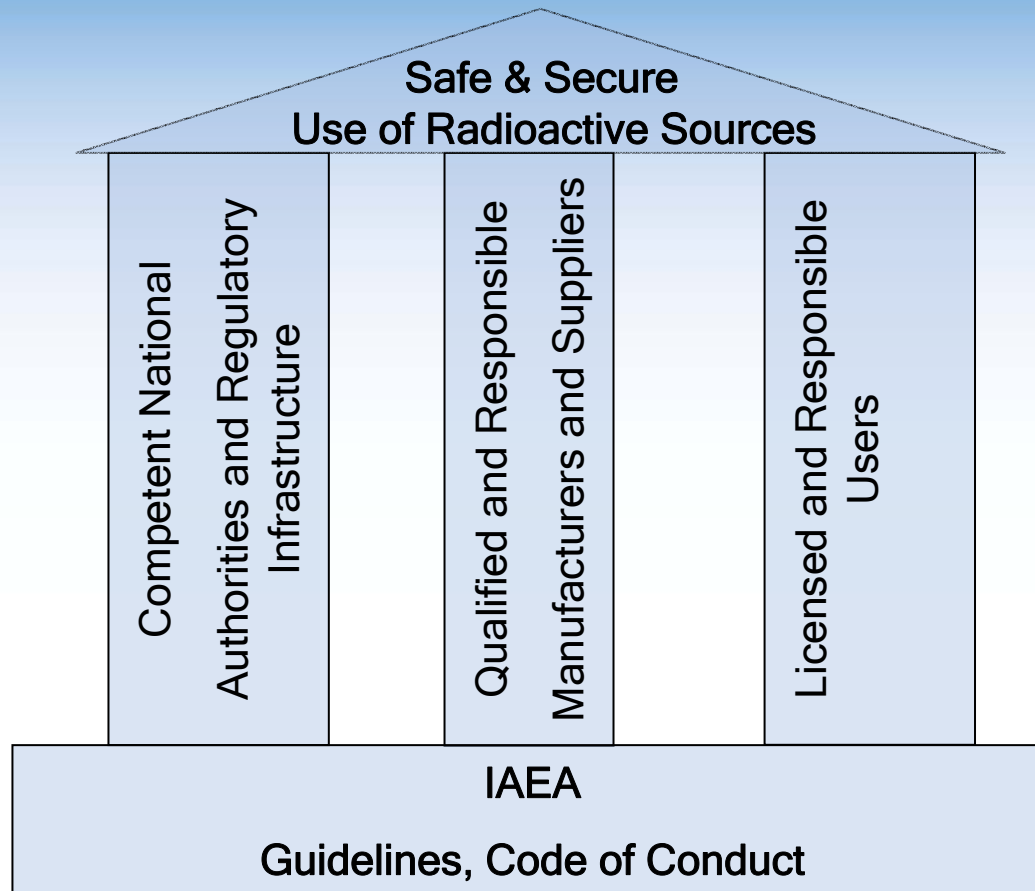 Safe & Secure
Use of Radioactive Sources
Competent National
Authorities and Regulatory
Infrastructure
Qualified and Responsible
Manufacturers and Suppliers
Licensed and Responsible
Users
IAEA
Guidelines, Code of Conduct